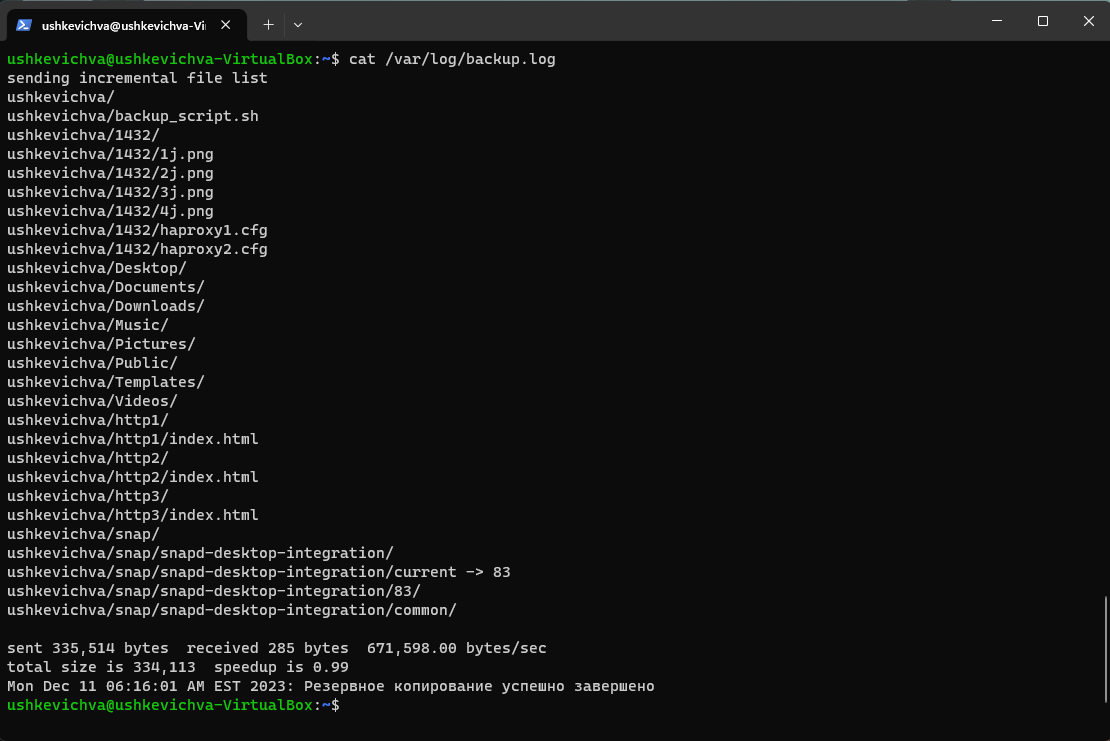 ushkevichva@ushkevichva-Vi
ushkevichva@ushkevichva-VirtualBox:~$ cat /var/log/backup.log
sending incremental file list
ushkevichva/
ushkevichva/backup_script.sh
ushkevichva/1432/
ushkevichva/1432/1j.png
ushkevichva/1432/2j.png
ushkevichva/1432/3j.png
ushkevichva/1432/4j.png
ushkevichva/1432/haproxy1.cfg
ushkevichva/1432/haproxy2.cfg
ushkevichva/Desktop/
ushkevichva/Documents/
ushkevichva/Downloads/
ushkevichva/Music/
ushkevichva/Pictures/
ushkevichva/Public/
ushkevichva/Templates/
ushkevichva/Videos/
ushkevichva/http1/
ushkevichva/http1/index.html
ushkevichva/http2/
ushkevichva/http2/index.html
ushkevichva/http3/
ushkevichva/http3/index.html
ushkevichva/snap/
ushkevichva/snap/snapd-desktop-integration/
ushkevichva/snap/snapd-desktop-integration/current -> 83
ushkevichva/snap/snapd-desktop-integration/83/
ushkevichva/snap/snapd-desktop-integration/common/
sent 335,514 bytes  received 285 bytes  671,598.00 bytes/sec
total size is 334,113  speedup is 0.99
Mon Dec 11 06:16:01 AM EST 2023: Резервное копирование успешно завершено
ushkevichva@ushkevichva-VirtualBox:~$